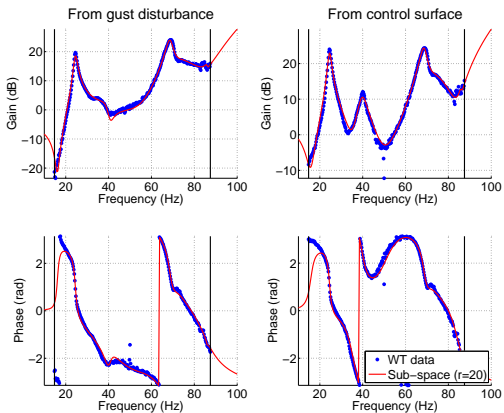 From gust disturbance
From control surface
Gain (dB)
20
10
0
−10
−20
20 40 60 80 100
Frequency (Hz)
Gain (dB)
20
10
0
−10
20 40 60 80 100
Frequency (Hz)
Phase (rad)
2
0
−2
20 40 60 80 100
Frequency (Hz)
Phase (rad)
2
0
−2
20 40 60 80 100
Frequency (Hz)
WT data
Sub−space (r=20)